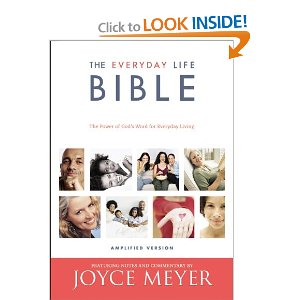 Click to LOOK INSIDE!
THE EVERYDAY LIFE
BIBLE
The Power of God's Word for Everyday Living
AMPLIFIED VERSION
FEATURING NOTES AND COMMENTARY BY
JOYCE MEYER